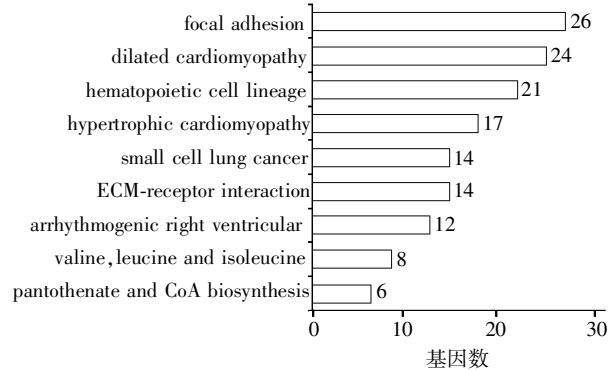 focal adhesion 26
dilated cardiomyopathy 24
hematopoietic cell lineage 21
hypertrophic cardiomyopathy 17
small cell lung cancer 14
ECM-receptor interaction 14
arrhythmogenic right ventricular 12
valine,leucine and isoleucine 8
pantothenate and CoA biosynthesis 6
0 10 20 30
基因数